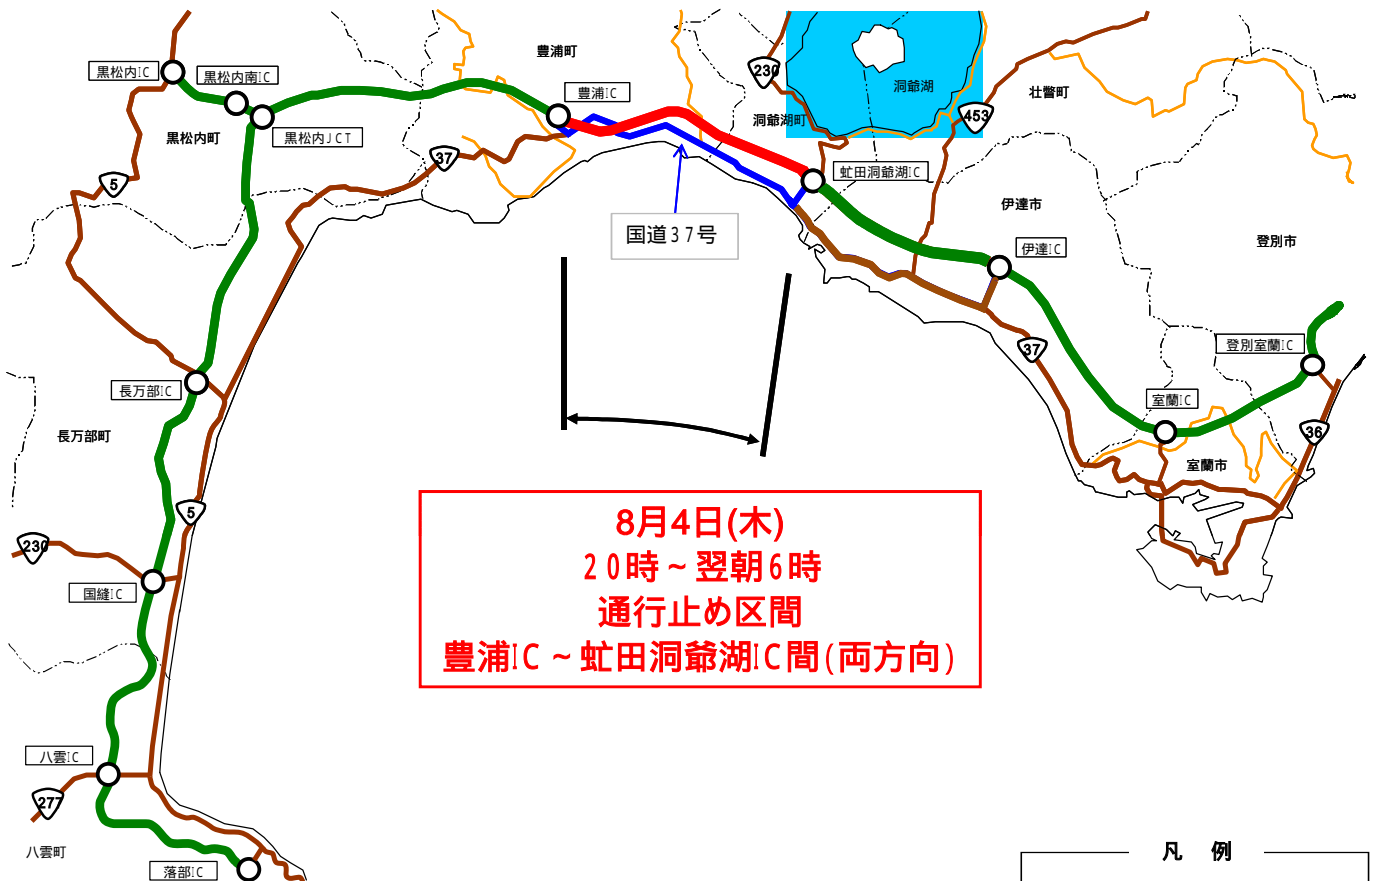 豊浦町
黒松内IC
黒松内南IC
豊浦IC
230
洞爺湖
壮瞥町
453
黒松内町
黒松内JCT
洞爺湖町
37
虻田洞爺湖IC
5
伊達市
国道37号
伊達IC
登別市
37
登別室蘭IC
長万部IC
室蘭IC
長万部町
36
室蘭市
5
8月4日(木)
20時~翌朝6時
通行止め区間
豊浦IC~虻田洞爺湖IC間(両方向)
230
国縫IC
八雲IC
277
八雲町
落部IC
凡 例